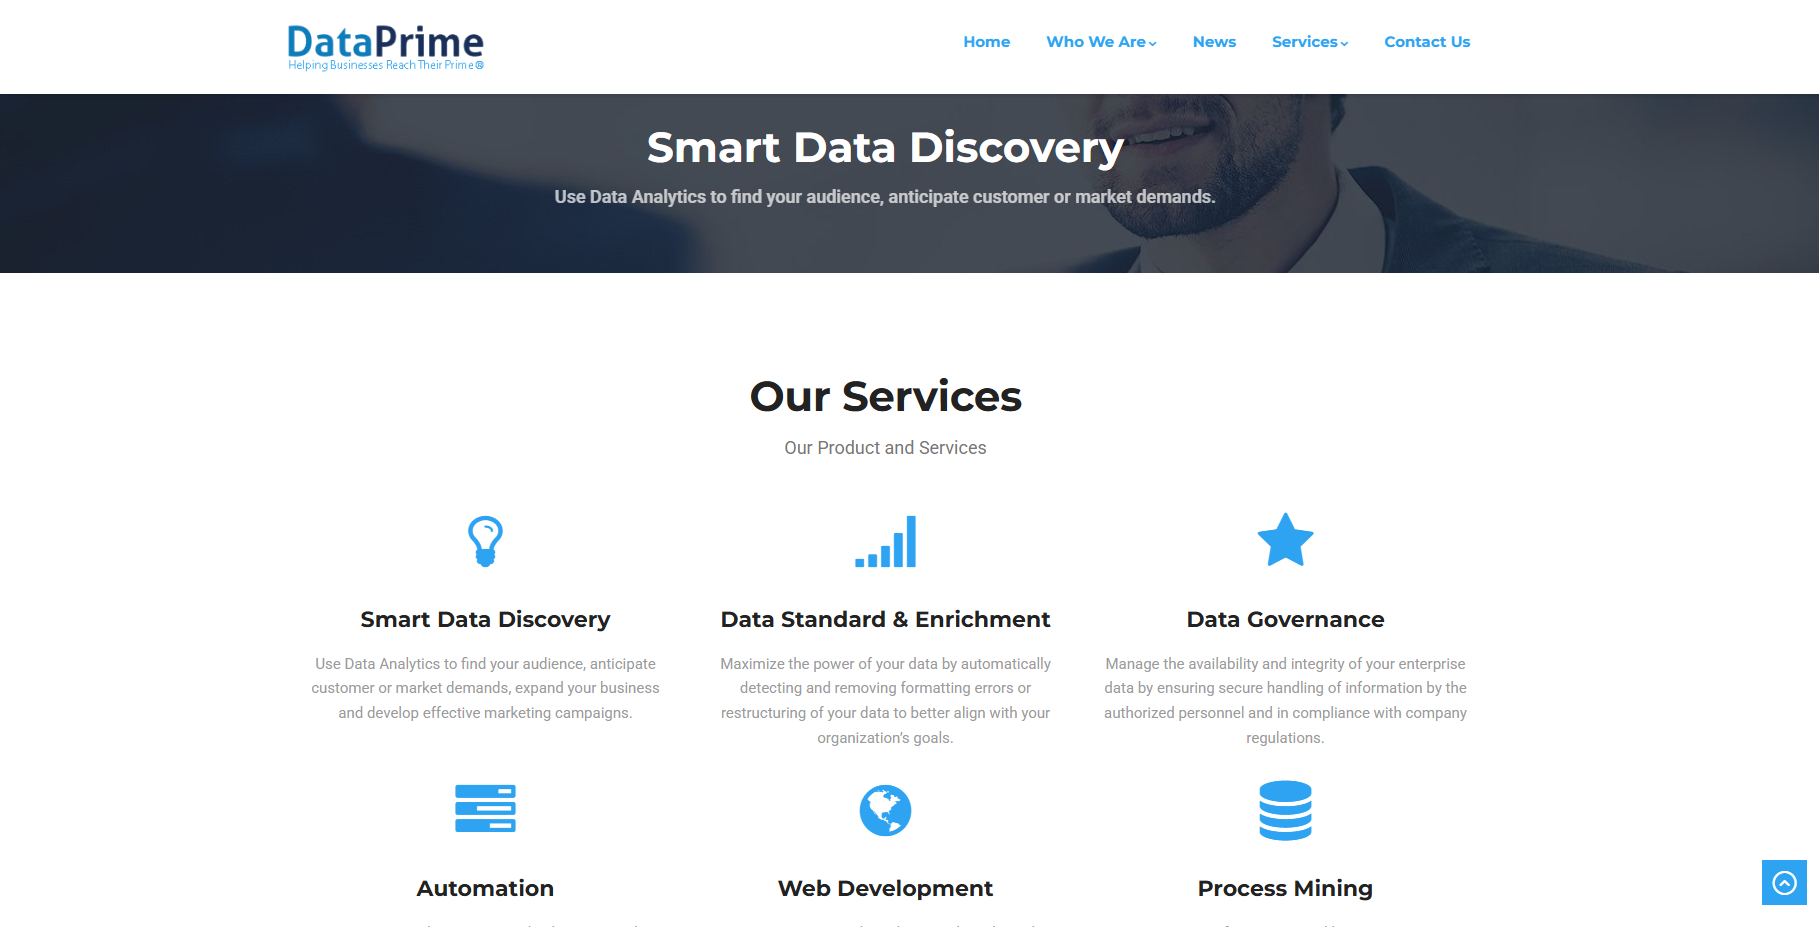 DataPrime
Helping Businesses Reach Their Prime®
Home Who We Are News Services Contact Us
Smart Data Discovery
Use Data Analytics to find your audience, anticipate customer or market demands.
Our Services
Our Product and Services
Smart Data Discovery
Use Data Analytics to find your audience, anticipate
customer or market demands, expand your business
and develop effective marketing campaigns.
Data Standard & Enrichment
Maximize the power of your data by automatically
detecting and removing formatting errors or
restructuring of your data to better align with your
organization’s goals.
Data Governance
Manage the availability and integrity of your enterprise
data by ensuring secure handling of information by the
authorized personnel and in compliance with company
regulations.
Automation
Web Development
Process Mining